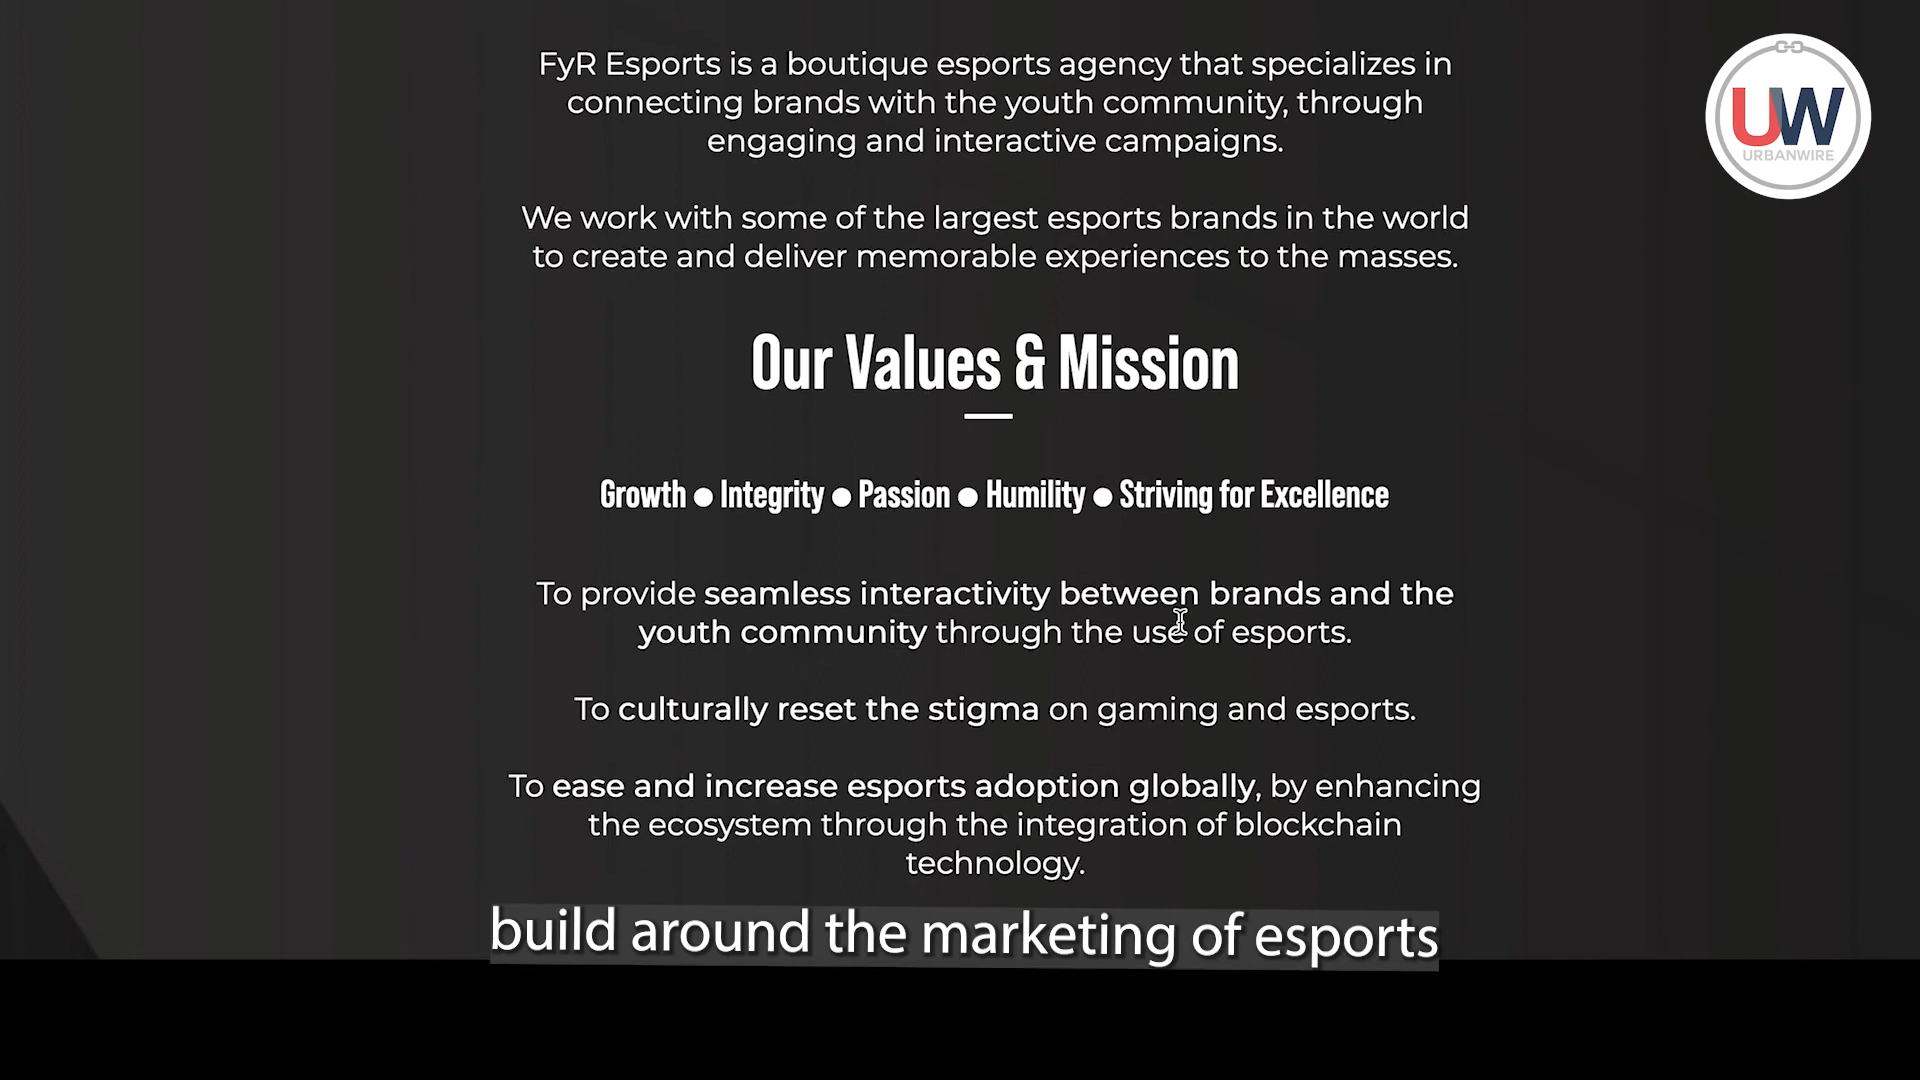 FyR Esports is a boutique esports agency that specializes in
connecting brands with the youth community, through
engaging and interactive campaigns.
UW
URBANWIRE
We work with some of the largest esports brands in the world
to create and deliver memorable experiences to the masses.
Our Values & Mission
Growth ● Integrity ● Passion ● Humility ● Striving for Excellence
To provide seamless interactivity between brands and the
youth community through the use of esports.
To culturally reset the stigma on gaming and esports.
To ease and increase esports adoption globally, by enhancing
the ecosystem through the integration of blockchain
technology.
build around the marketing of esports